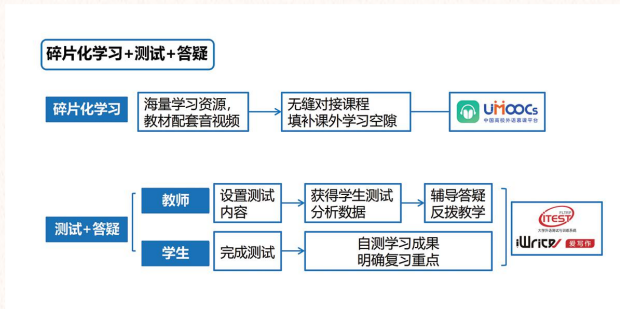 碎片化学习+测试+答疑
碎片化学习
海量学习资源，
教材配套音视频
无缝对接课程
填补课外学习空隙
UMOOCs
中国高校外语慕课平台
测试+答疑
教师
设置测试
内容
获得学生测试
分析数据
辅导答疑
反拨教学
学生
完成测试
自测学习成果
明确复习重点
ITEST
iWrite
爱写作